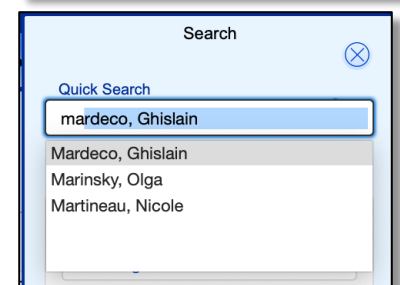 Search
Quick Search
mardeco, Ghislain
Mardeco, Ghislain
Marinsky, Olga
Martineau, Nicole